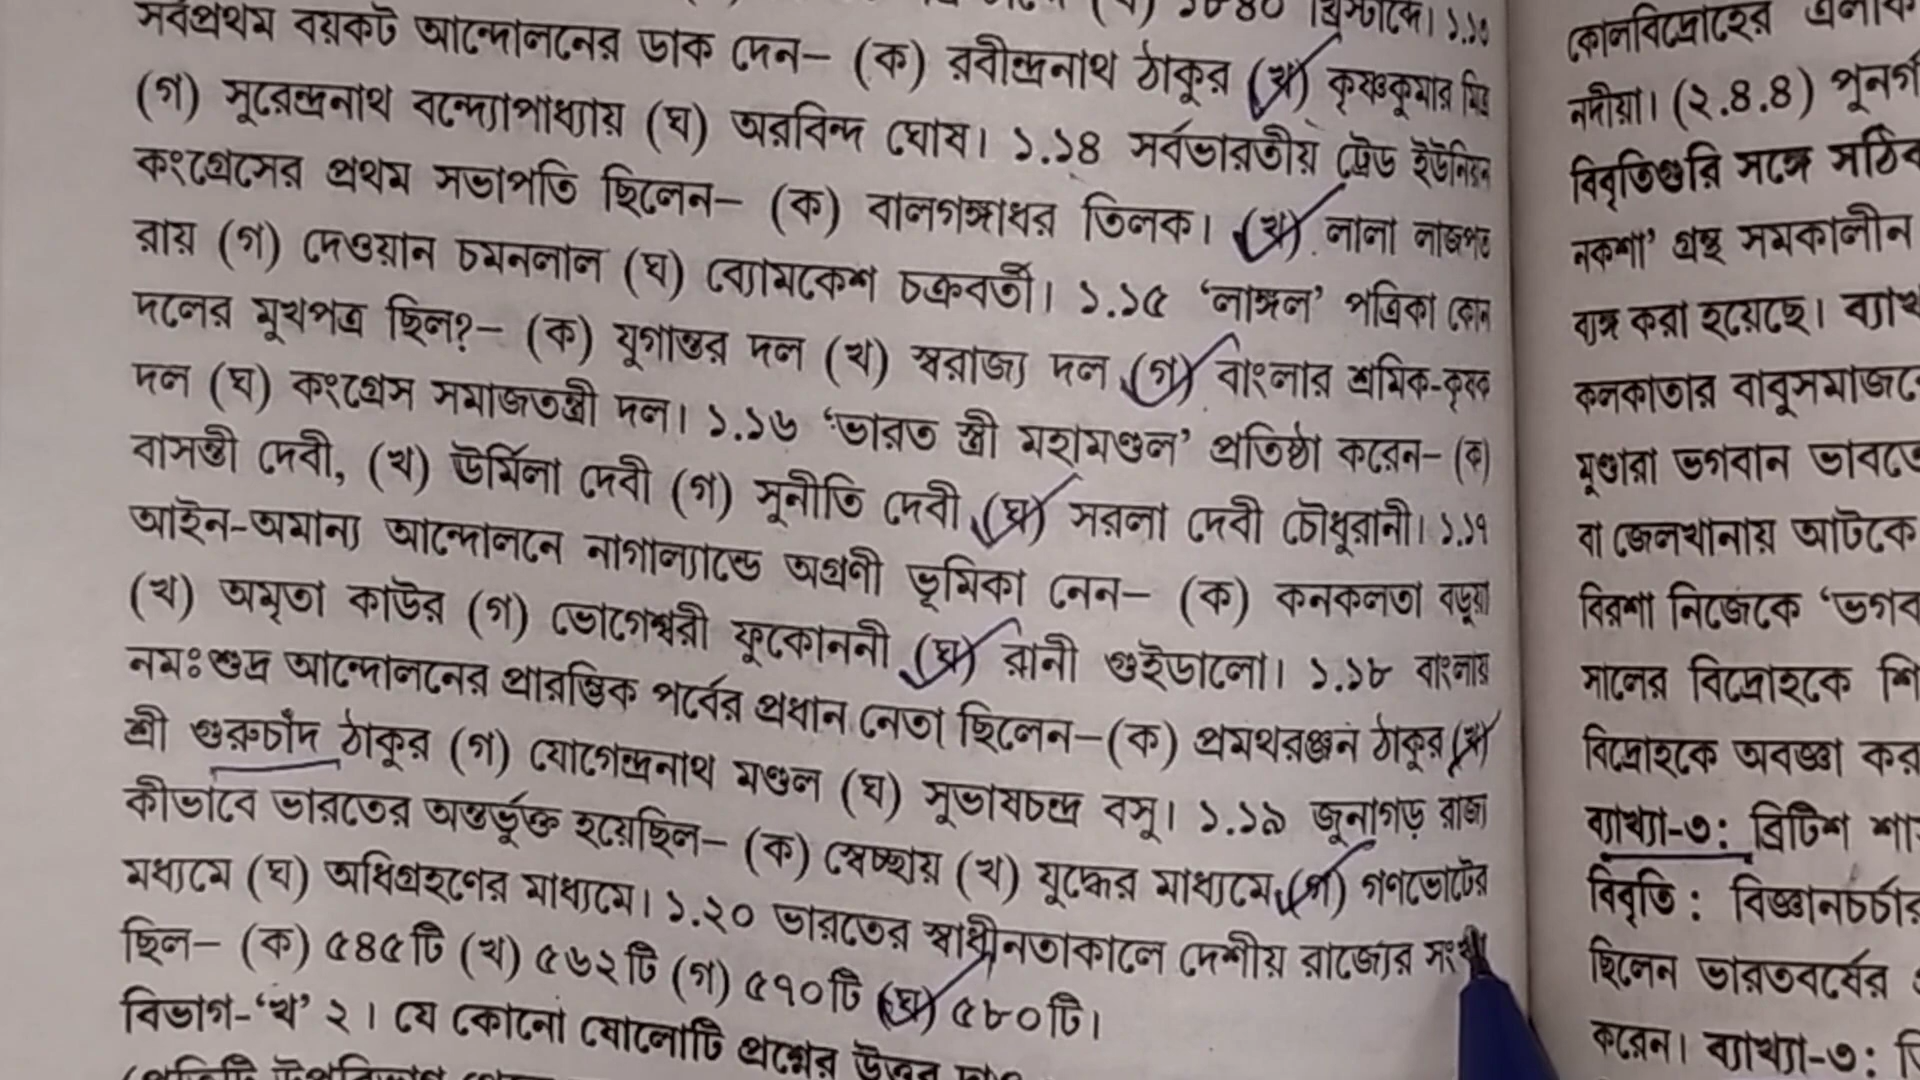 (ঘ) ১৮৪০ খ্রিস্টাব্দে। ১.১৩
সর্বপ্রথম বয়কট আন্দোলনের ডাক দেন– (ক) রবীন্দ্রনাথ ঠাকুর (খ) কৃষ্ণকুমার মিত্র
(গ) সুরেন্দ্রনাথ বন্দ্যোপাধ্যায় (ঘ) অরবিন্দ ঘোষ। ১.১৪ সর্বভারতীয় ট্রেড ইউনিয়ন
কংগ্রেসের প্রথম সভাপতি ছিলেন– (ক) বালগঙ্গাধর তিলক। (খ) লালা লাজপত
রায় (গ) দেওয়ান চমনলাল (ঘ) ব্যোমকেশ চক্রবর্তী। ১.১৫ ‘লাঙ্গল’ পত্রিকা কোন
দলের মুখপত্র ছিল?– (ক) যুগান্তর দল (খ) স্বরাজ্য দল (গ) বাংলার শ্রমিক-কৃষক
দল (ঘ) কংগ্রেস সমাজতন্ত্রী দল। ১.১৬ ‘ভারত স্ত্রী মহামণ্ডল’ প্রতিষ্ঠা করেন– (ক)
বাসন্তী দেবী, (খ) ঊর্মিলা দেবী (গ) সুনীতি দেবী (ঘ) সরলা দেবী চৌধুরানী। ১.১৭
আইন-অমান্য আন্দোলনে নাগাল্যান্ডে অগ্রণী ভূমিকা নেন– (ক) কনকলতা বড়ুয়া
(খ) অমৃতা কাউর (গ) ভোগেশ্বরী ফুকোননী (ঘ) রানী গুইডালো। ১.১৮ বাংলায়
নমঃশুদ্র আন্দোলনের প্রারম্ভিক পর্বের প্রধান নেতা ছিলেন–(ক) প্রমথরঞ্জন ঠাকুর (খ)
শ্রী গুরুচাঁদ ঠাকুর (গ) যোগেন্দ্রনাথ মণ্ডল (ঘ) সুভাষচন্দ্র বসু। ১.১৯ জুনাগড় রাজ্য
কীভাবে ভারতের অন্তর্ভুক্ত হয়েছিল– (ক) স্বেচ্ছায় (খ) যুদ্ধের মাধ্যমে (গ) গণভোটের
মধ্যমে (ঘ) অধিগ্রহণের মাধ্যমে। ১.২০ ভারতের স্বাধীনতাকালে দেশীয় রাজ্যের
ছিল– (ক) ৫৪৫টি (খ) ৫৬২টি (গ) ৫৭০টি (ঘ) ৫৮০টি।
বিভাগ-‘খ’ ২। যে কোনো ষোলোটি প্রশ্নের উত্তর
কোলবিদ্রোহের
নদীয়া। (২.৪.৪)
বিবৃতিগুরি সঙ্গে
নকশা’ গ্রন্থ সমকালীন
ব্যঙ্গ করা হয়েছে।
কলকাতার
মুণ্ডারা ভগবান
বা জেলখানায় আটকে
বিরশা নিজেকে
সালের বিদ্রোহকে
বিদ্রোহকে অবজ্ঞা
ব্যাখ্যা-৩: ব্রিটিশ
বিবৃতি :
ছিলেন ভারতবর্ষের
করেন। ব্যাখ্যা-৩: